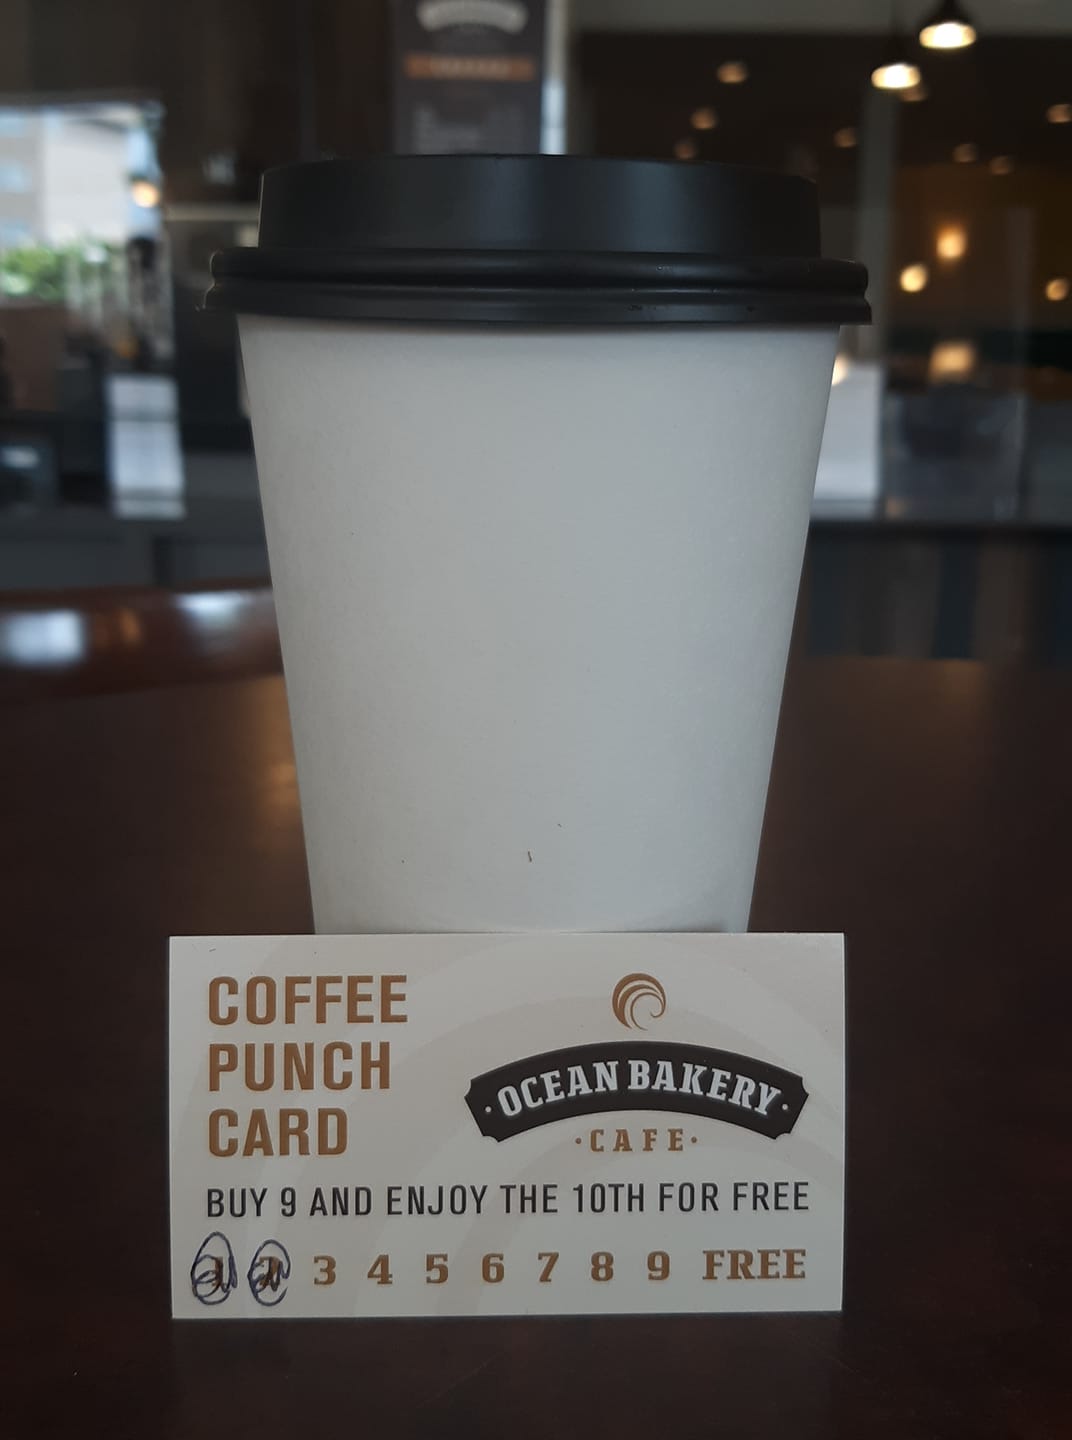 COFFEE
PUNCH
CARD
OCEAN BAKERY
CAFE
BUY 9 AND ENJOY THE 10TH FOR FREE
1 2 3 4 5 6 7 8 9 FREE